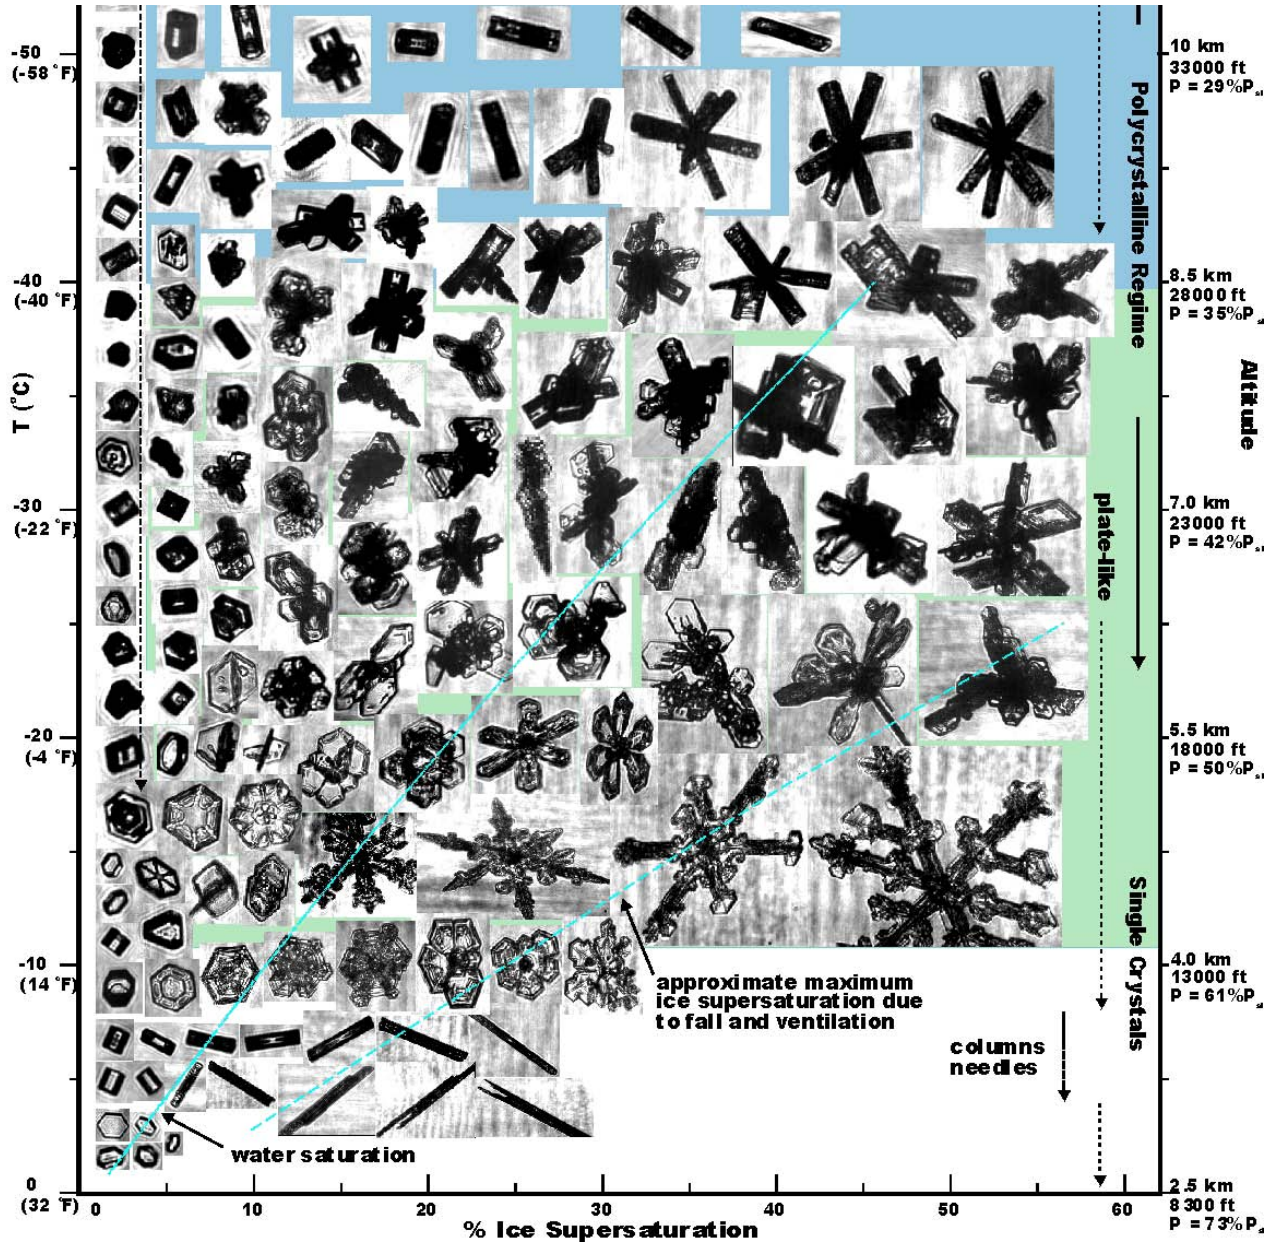 -50
(-58 °F)
-40
(-40 °F)
T (°C)
-30
(-22 °F)
-20
(-4 °F)
-10
(14 °F)
0
(32 °F)
0 10 20 30 40 50 60
% Ice Supersaturation
water saturation
approximate maximum
ice supersaturation due
to fall and ventilation
columns
needles
plate-like
Polycrystalline Regime
Single Crystals
Altitude
10 km
33000 ft
P = 29%P
8.5 km
28000 ft
P = 35%P
7.0 km
23000 ft
P = 42%P
5.5 km
18000 ft
P = 50%P
4.0 km
13000 ft
P = 61%P
2.5 km
8300 ft
P = 73%P